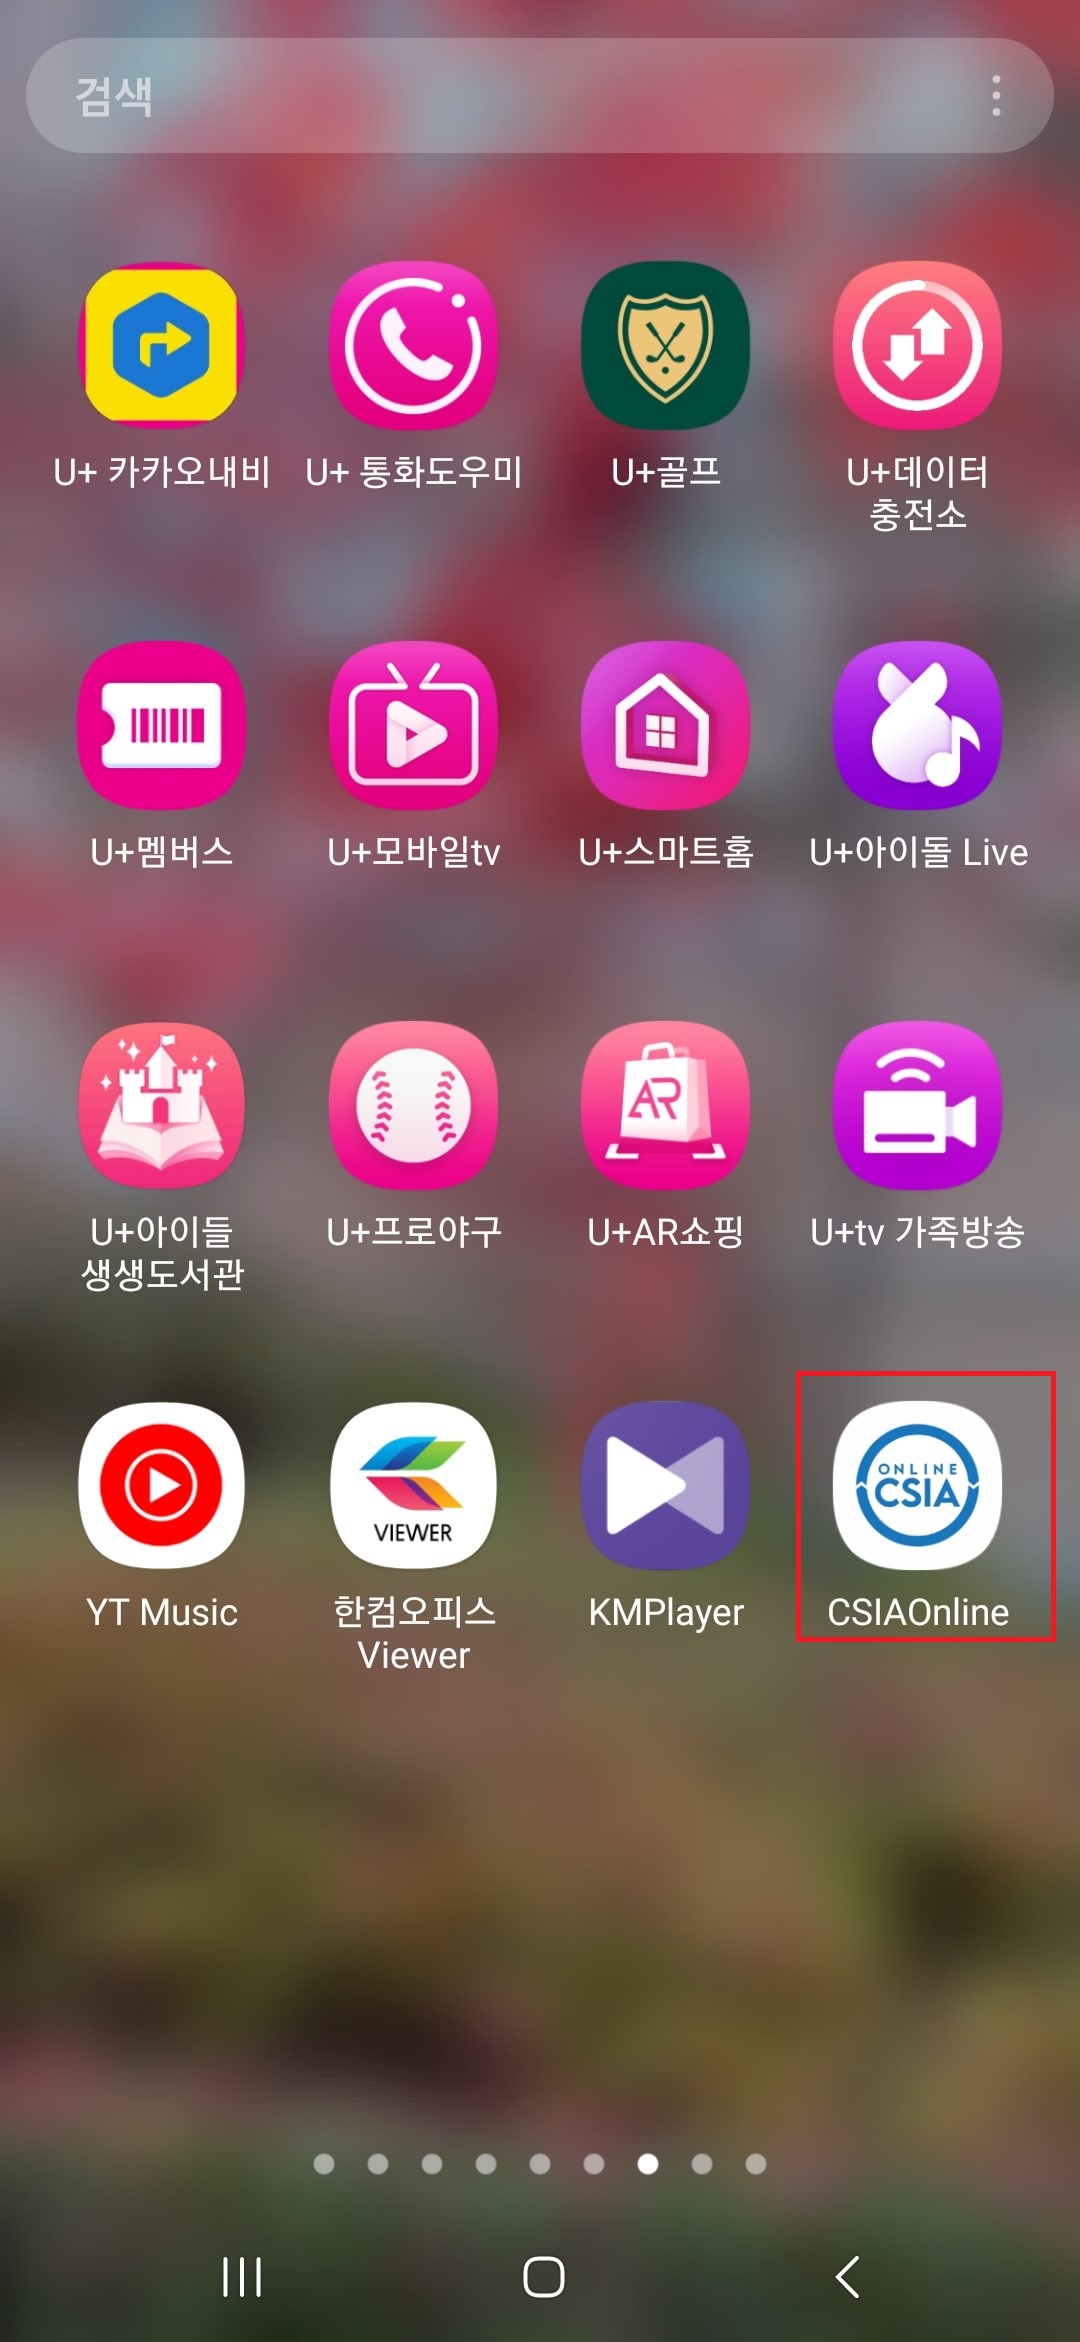 검색
U+ 카카오내비
U+ 통화도우미
U+골프
U+데이터
충전소
U+멤버스
U+모바일tv
U+스마트홈
U+아이돌 Live
AR
U+아이들
생생도서관
U+프로야구
U+AR쇼핑
U+tv 가족방송
VIEWER
ONLINE
CSIA
YT Music
한컴오피스
Viewer
KMPlayer
CSIAOnline